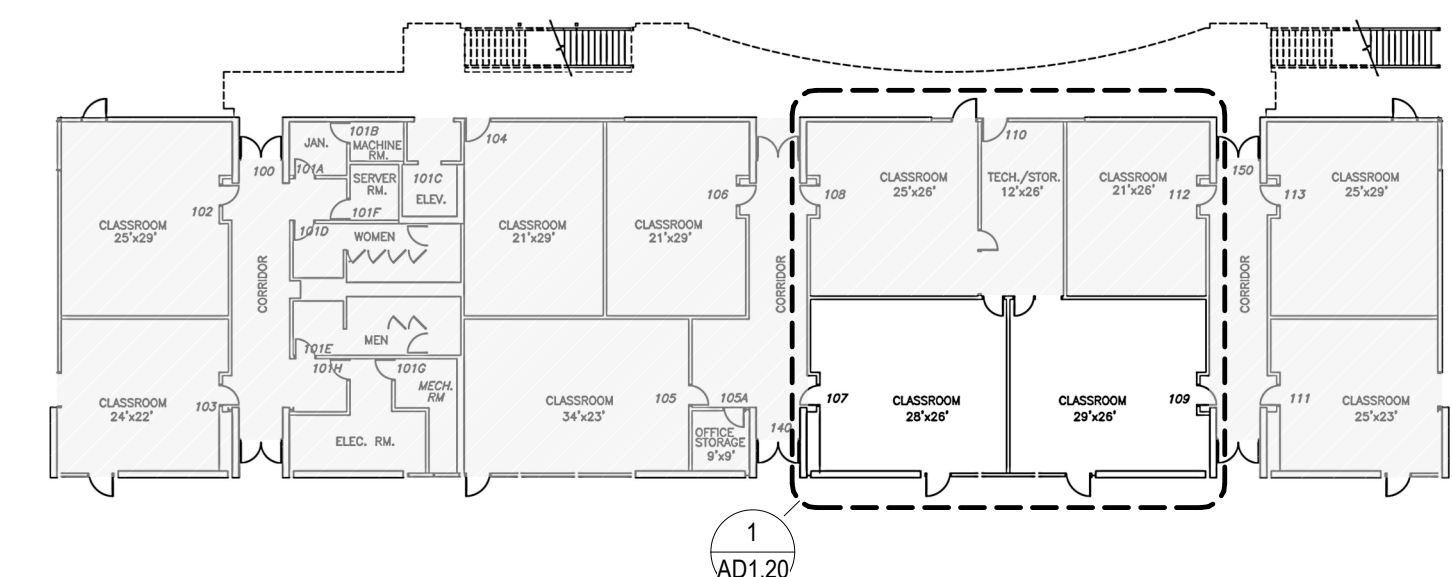 JAN.
101B
MACHINE
RM.
104
110
100
101A
SERVER
RM.
101C
ELEV.
101F
102
CLASSROOM
25'x29'
101D
WOMEN
CLASSROOM
21'x29'
CLASSROOM
21'x29'
106
108
CLASSROOM
25'x26'
TECH./STOR.
12'x26'
CLASSROOM
21'x26'
112
150
113
CLASSROOM
25'x29'
CORRIDOR
CORRIDOR
CORRIDOR
MEN
101E
101H
101G
MECH.
RM
CLASSROOM
24'x22'
103
ELEC. RM.
CLASSROOM
34'x23'
105
105A
OFFICE
STORAGE
9'x9'
140
107
CLASSROOM
28'x26'
CLASSROOM
29'x26'
109
111
CLASSROOM
25'x23'
1
AD1.20